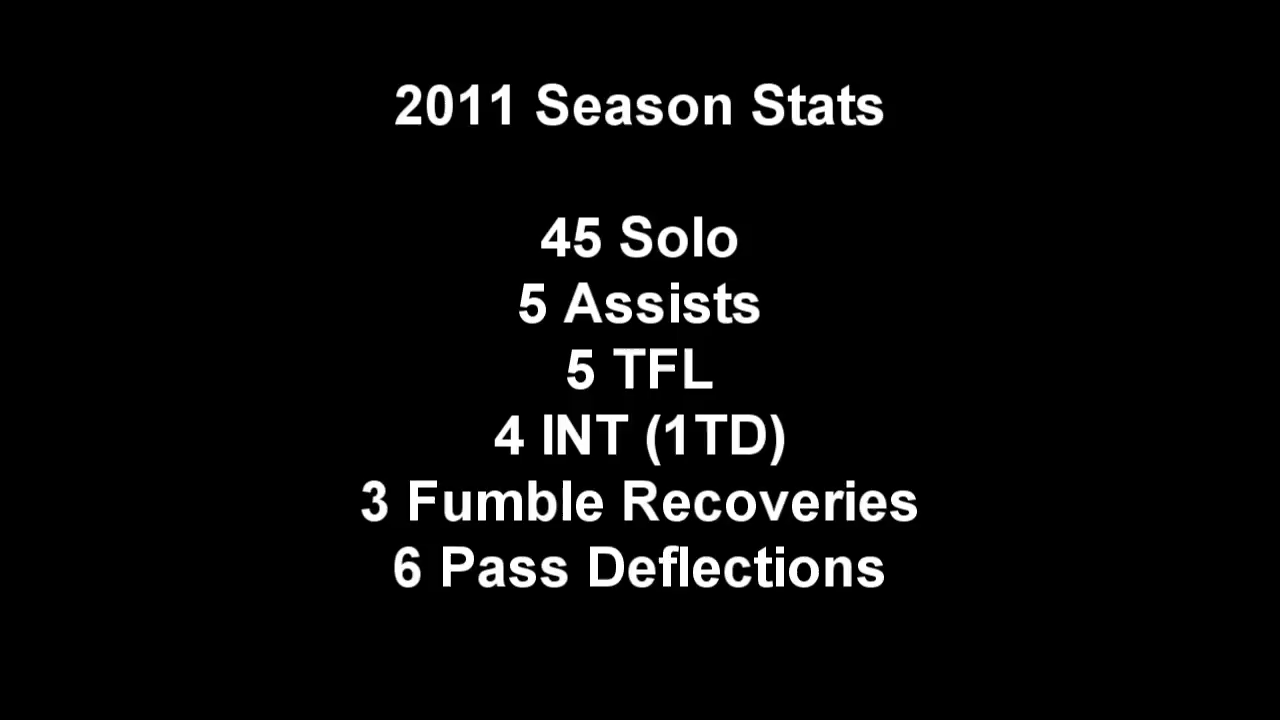 2011 Season Stats
45 Solo
5 Assists
5 TFL
4 INT (1TD)
3 Fumble Recoveries
6 Pass Deflections